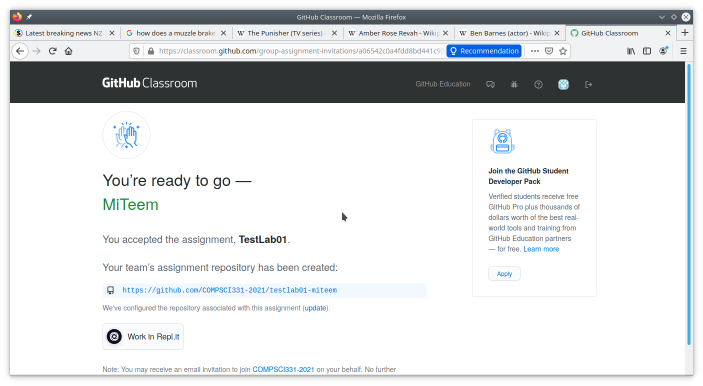 GitHub Classroom — Mozilla Firefox
Latest breaking news NZ
how does a muzzle brake
The Punisher (TV series) -
Amber Rose Revah - Wikip
Ben Barnes (actor) - Wikip
GitHub Classroom
https://classroom.github.com/group-assignment-invitations/a06542c0a4fdd8bd441c9
Recommendation
GitHub Classroom
GitHub Education
You're ready to go —
MiTeem
You accepted the assignment, TestLab01.
Your team's assignment repository has been created:
https://github.com/COMPSCI331-2021/testlab01-miteem
We've configured the repository associated with this assignment (update).
Work in Repl.it
Note: You may receive an email invitation to join COMPSCI331-2021 on your behalf. No further
Join the GitHub Student
Developer Pack
Verified students receive free
GitHub Pro plus thousands of
dollars worth of the best real-
world tools and training from
GitHub Education partners
— for free. Learn more
Apply